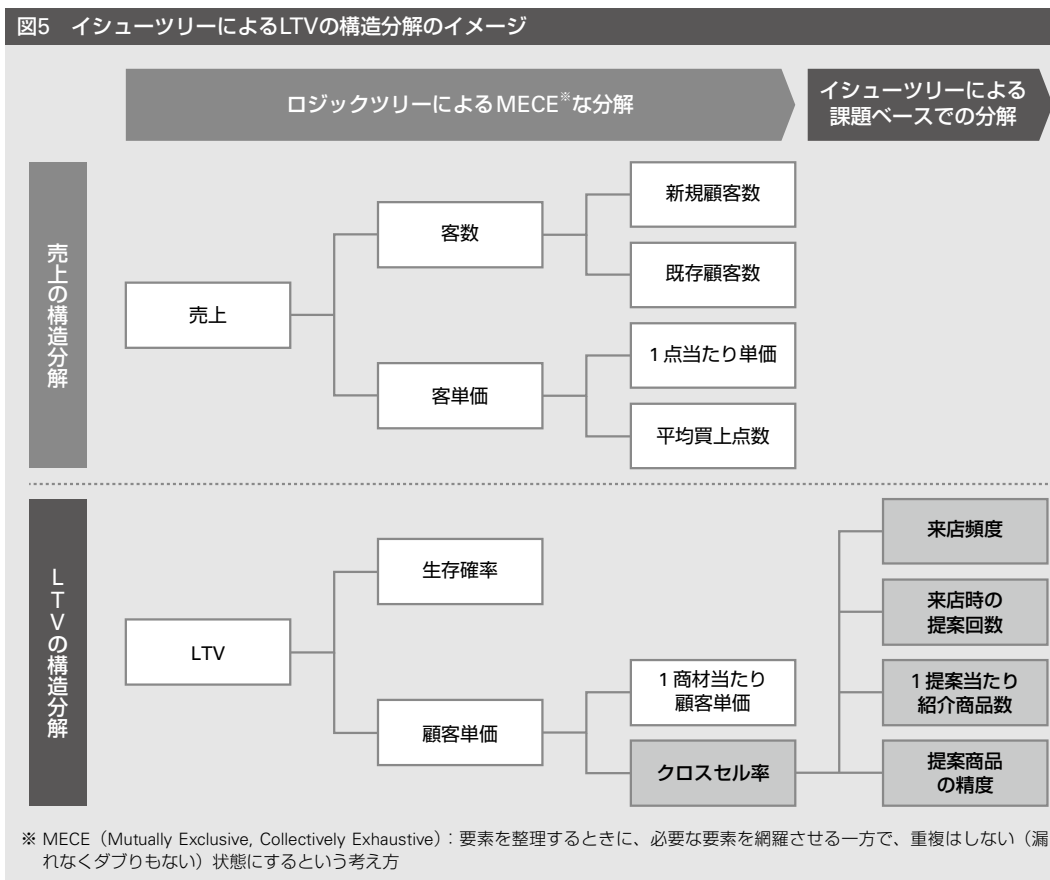 図5 イシューツリーによるLTVの構造分解のイメージ
ロジックツリーによるMECE※な分解
イシューツリーによる
課題ベースでの分解
売上の構造分解
売上
客数
客単価
新規顧客数
既存顧客数
1点当たり単価
平均買上点数
LTVの構造分解
LTV
生存確率
顧客単価
1商材当たり
顧客単価
クロスセル率
来店頻度
来店時の
提案回数
1提案当たり
紹介商品数
提案商品
の精度
※ MECE（Mutually Exclusive, Collectively Exhaustive）：要素を整理するときに、必要な要素を網羅させる一方で、重複はしない（漏
れなくダブりもない）状態にするという考え方